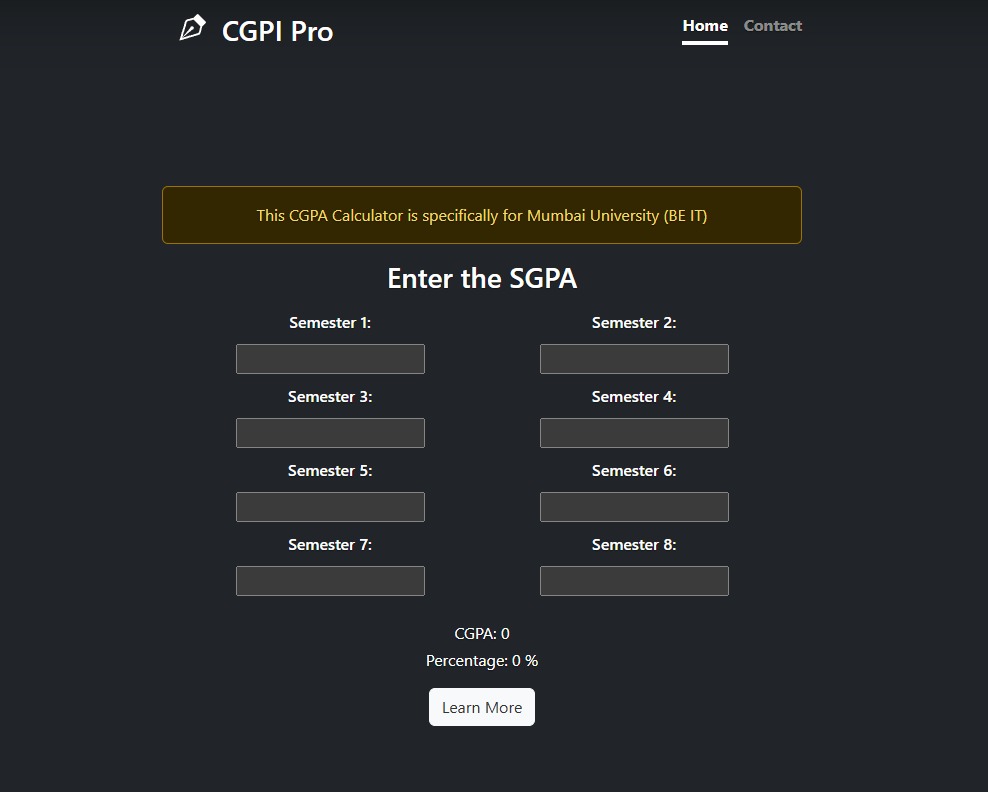 CGPI Pro
Home Contact
This CGPA Calculator is specifically for Mumbai University (BE IT)
Enter the SGPA
Semester 1: Semester 2:
Semester 3: Semester 4:
Semester 5: Semester 6:
Semester 7: Semester 8:
CGPA: 0
Percentage: 0 %
Learn More